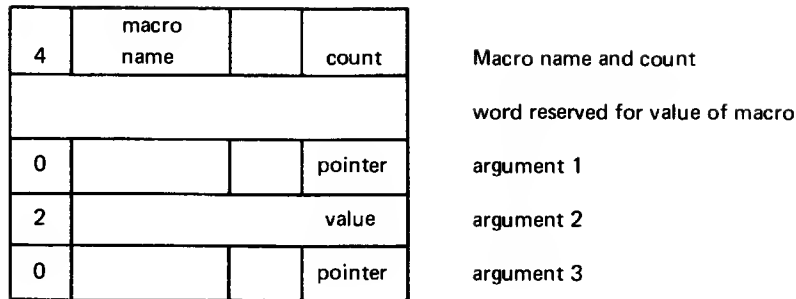 macro
4 name count Macro name and count
word reserved for value of macro
0 pointer argument 1
2 value argument 2
0 pointer argument 3